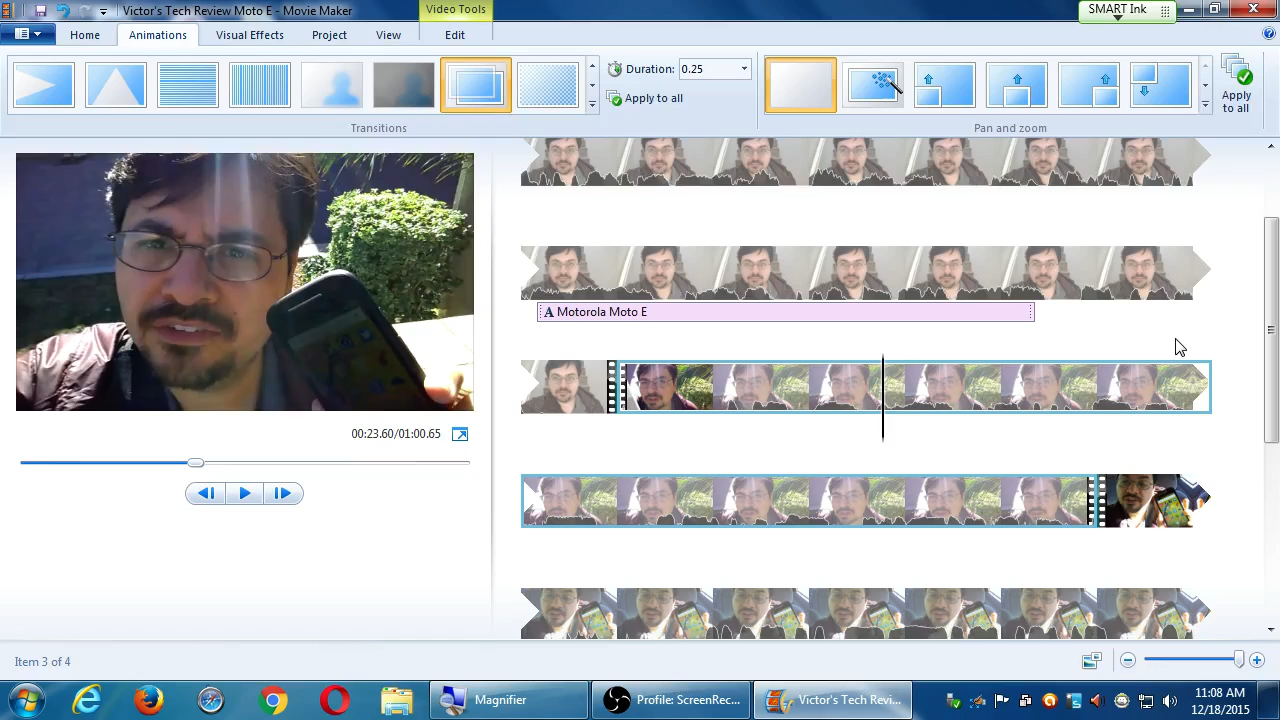 Victor's Tech Review Moto E - Movie Maker
Video Tools
SMART Ink
Home
Animations
Visual Effects
Project
View
Edit
Duration:
0.25
Apply to all
Apply
to all
Transitions
Pan and zoom
A Motorola Moto E
00:23.60/01:00.65
Item 3 of 4
Magnifier
Profile: ScreenRec...
Victor's Tech Revi...
11:08 AM
12/18/2015